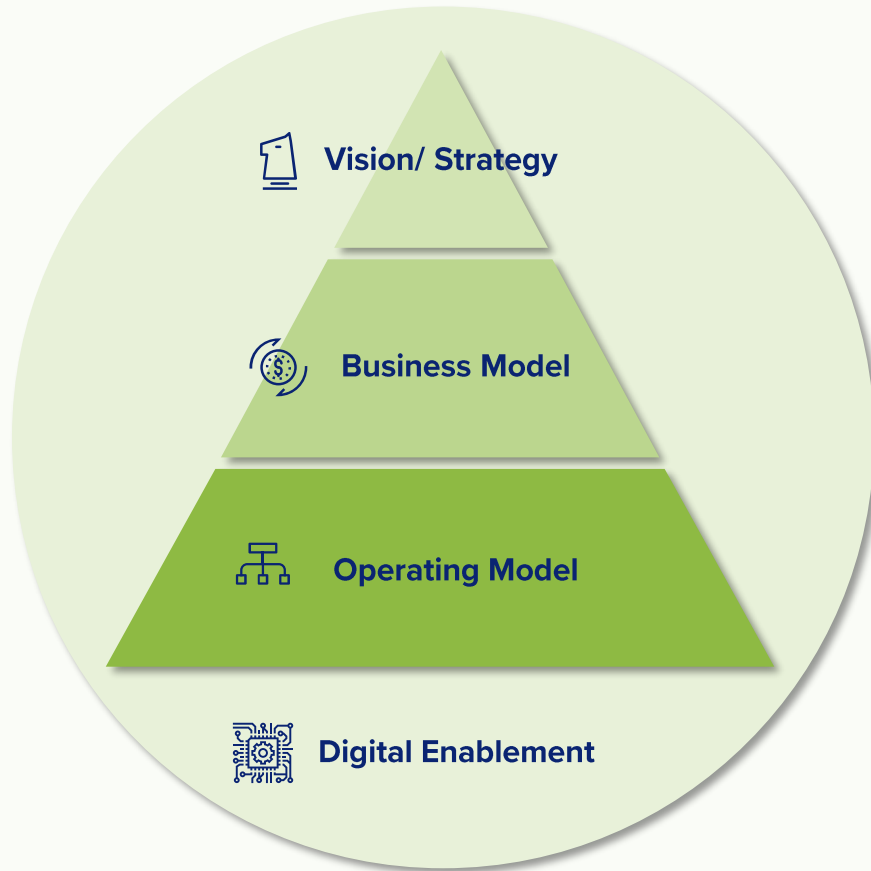 Vision/ Strategy
Business Model
Operating Model
Digital Enablement